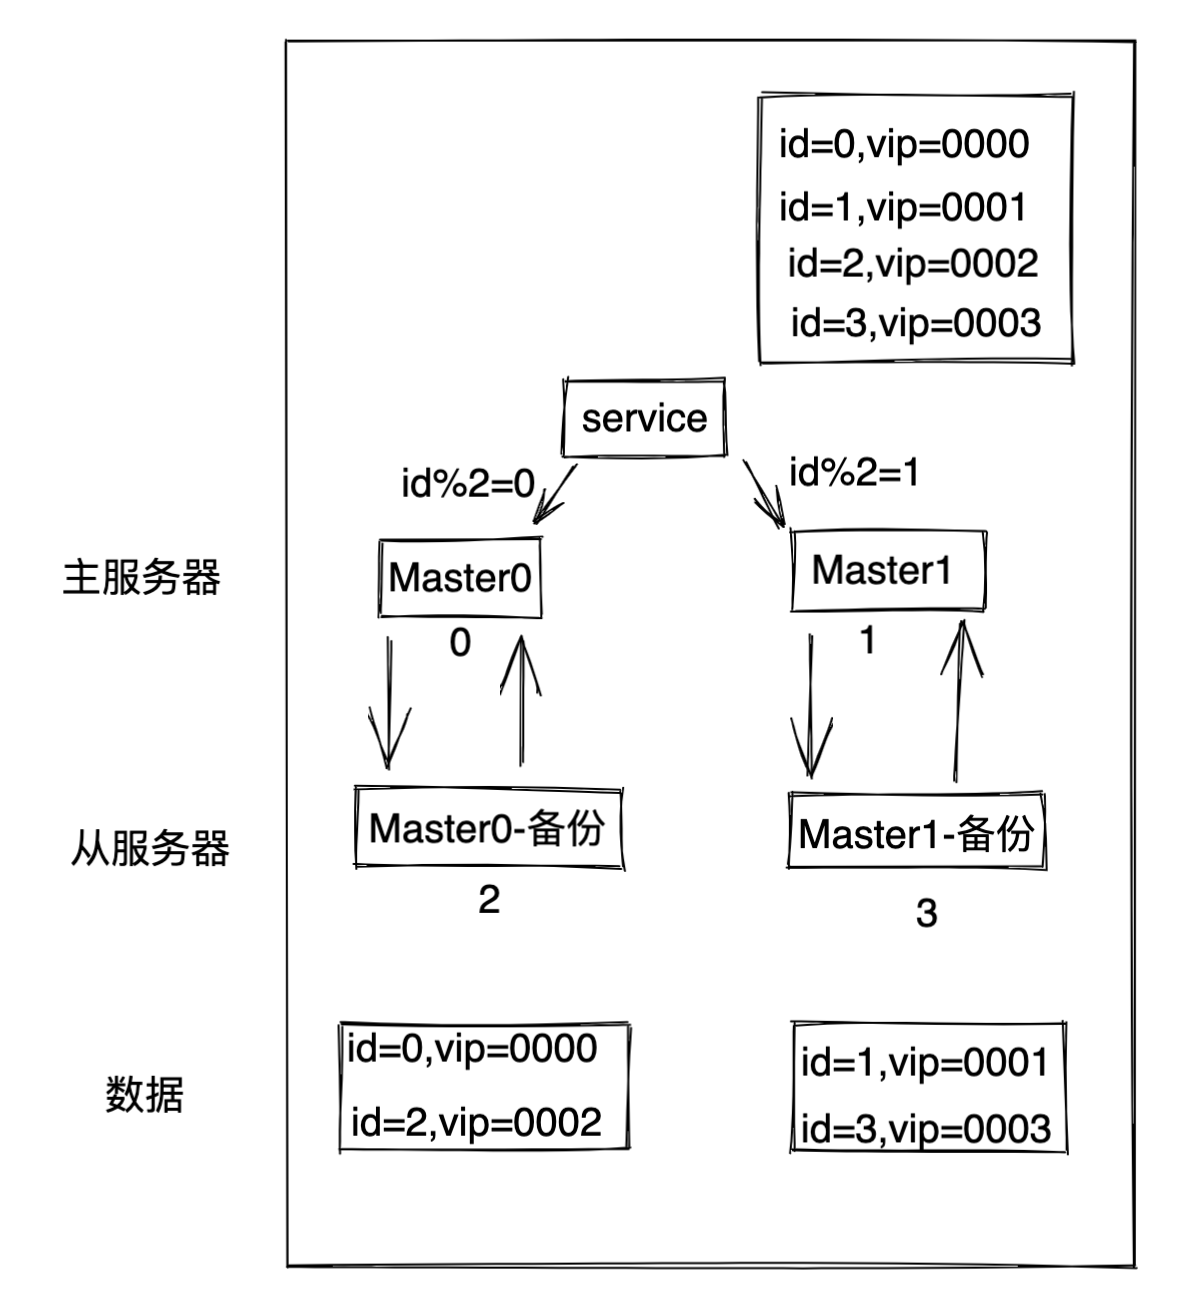 id=0,vip=0000
id=1,vip=0001
id=2,vip=0002
id=3,vip=0003
service
id%2=0
id%2=1
主服务器
Master0
Master1
0
1
从服务器
Master0-备份
Master1-备份
2
3
数据
id=0,vip=0000
id=2,vip=0002
id=1,vip=0001
id=3,vip=0003